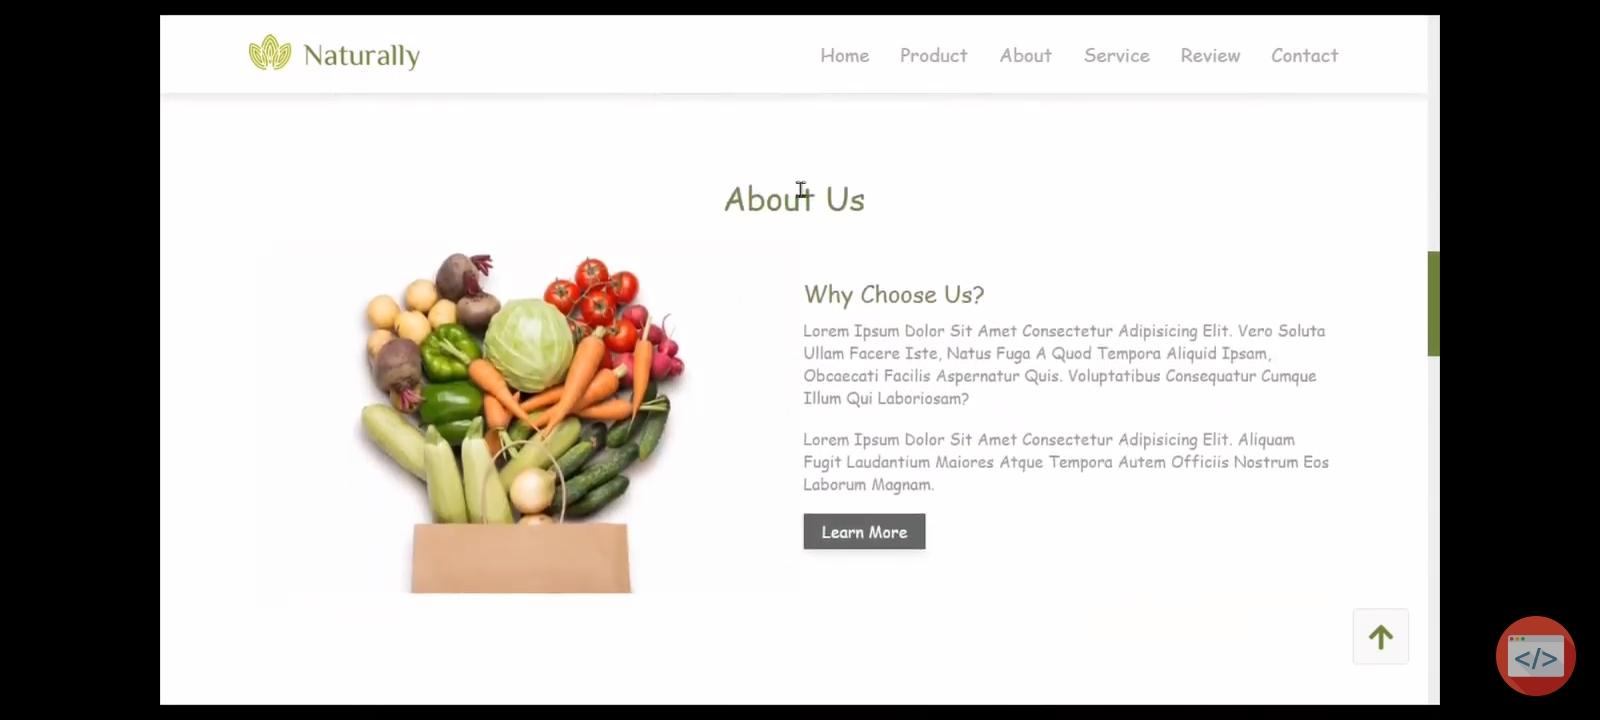 Naturally
Home Product About Service Review Contact
About Us
Why Choose Us?
Lorem Ipsum Dolor Sit Amet Consectetur Adipisicing Elit. Vero Soluta
Ullam Facere Iste, Natus Fuga A Quod Tempora Aliquid Ipsam,
Obcaecati Facilis Aspernatur Quis. Voluptatibus Consequatur Cumque
Illum Qui Laboriosam?
Lorem Ipsum Dolor Sit Amet Consectetur Adipisicing Elit. Aliquam
Fugit Laudantium Maiores Atque Tempora Autem Officiis Nostrum Eos
Laborum Magnam.
Learn More
</>